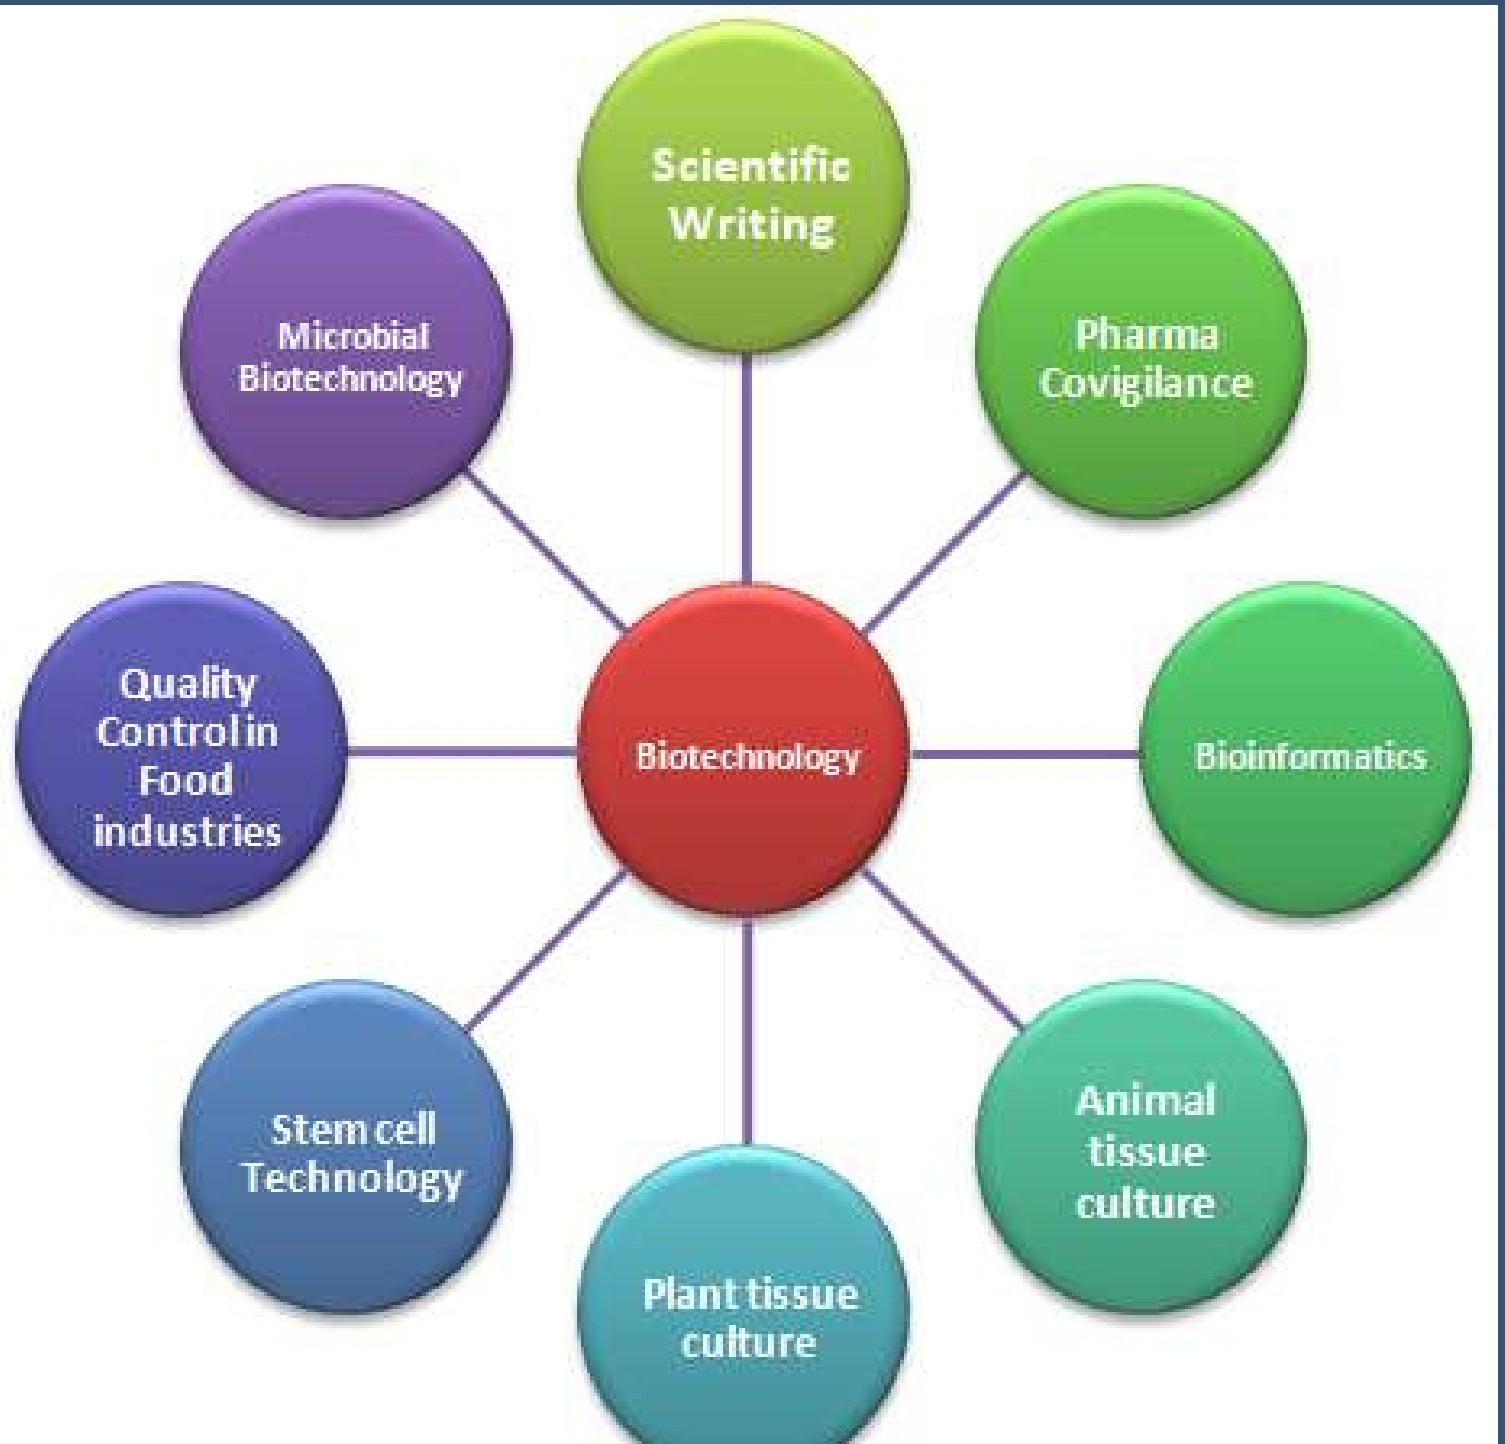 Scientific
Writing
Microbial
Biotechnology
Pharma
Covigilance
Quality
Control in
Food
industries
Biotechnology
Bioinformatics
Stem cell
Technology
Animal
tissue
culture
Plant tissue
culture